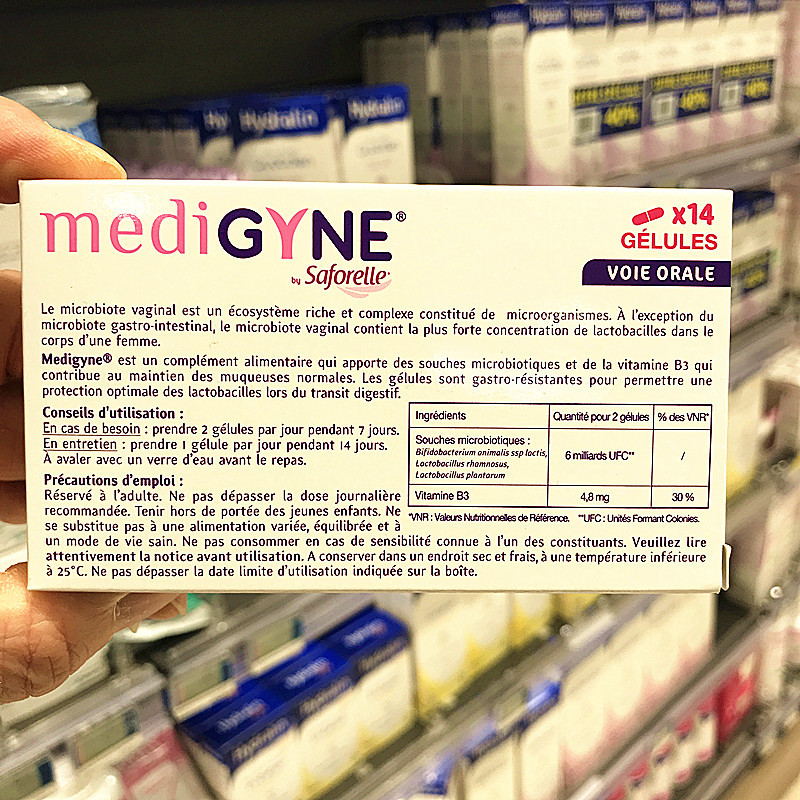 Hydralin
Hydralin
40%
40%
40%
mediGYNE®
by Saforelle®
x14
GÉLULES
VOIE ORALE
Le microbiote vaginal est un écosystème riche et complexe constitué de microorganismes. À l'exception du
microbiote gastro-intestinal, le microbiote vaginal contient la plus forte concentration de lactobacilles dans le
corps d'une femme.
Medigyne® est un complément alimentaire qui apporte des souches microbiotiques et de la vitamine B3 qui
contribue au maintien des muqueuses normales. Les gélules sont gastro-résistantes pour permettre une
protection optimale des lactobacilles lors du transit digestif.
Conseils d'utilisation :
En cas de besoin : prendre 2 gélules par jour pendant 7 jours.
En entretien : prendre 1 gélule par jour pendant 14 jours.
À avaler avec un verre d'eau avant le repas.
Précautions d'emploi :
Réservé à l'adulte. Ne pas dépasser la dose journalière
recommandée. Tenir hors de portée des jeunes enfants. Ne
se substitue pas à une alimentation variée, équilibrée et à
un mode de vie sain. Ne pas consommer en cas de sensibilité connue à l'un des constituants. Veuillez lire
attentivement la notice avant utilisation. A conserver dans un endroit sec et frais, à une température inférieure
à 25°C. Ne pas dépasser la date limite d'utilisation indiquée sur la boîte.
Ingrédients Quantité pour 2 gélules % des VNR*
Souches microbiotiques :
Bifidobacterium animalis ssp lactis,
Lactobacillus rhamnosus,
Lactobacillus plantarum
6 milliards UFC** /
Vitamine B3 4,8 mg 30 %
*VNR : Valeurs Nutritionnelles de Référence. **UFC : Unités Formant Colonies.